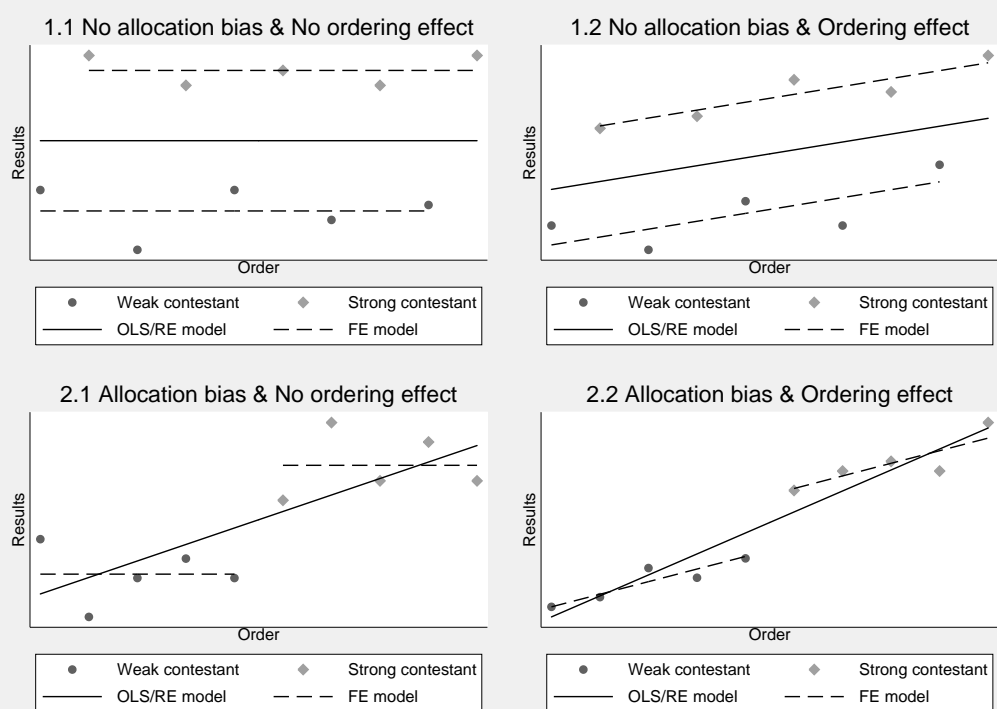 1.1 No allocation bias & No ordering effect
Results
Order
Weak contestant
Strong contestant
OLS/RE model
FE model
1.2 No allocation bias & Ordering effect
Results
Order
Weak contestant
Strong contestant
OLS/RE model
FE model
2.1 Allocation bias & No ordering effect
Results
Order
Weak contestant
Strong contestant
OLS/RE model
FE model
2.2 Allocation bias & Ordering effect
Results
Order
Weak contestant
Strong contestant
OLS/RE model
FE model